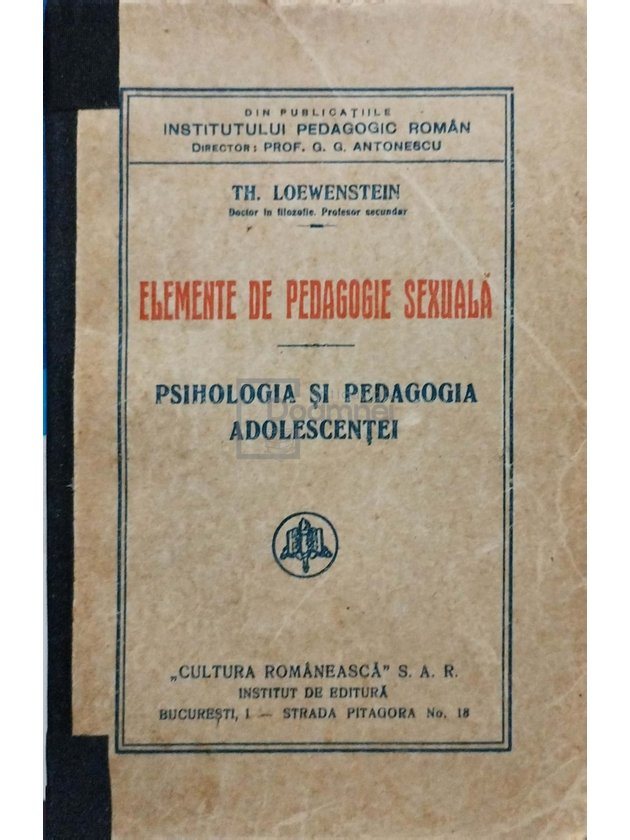 DIN PUBLICAȚIILE
INSTITUTULUI PEDAGOGIC ROMÂN
DIRECTOR: PROF. G. G. ANTONESCU
TH. LOEWENSTEIN
Doctor în filozofie. Profesor secundar
ELEMENTE DE PEDAGOGIE SEXUALĂ
PSIHOLOGIA ȘI PEDAGOGIA
ADOLESCENȚEI
„CULTURA ROMÂNEASCĂ” S. A. R.
INSTITUT DE EDITURĂ
BUCUREȘTI, I — STRADA PITAGORA No. 18